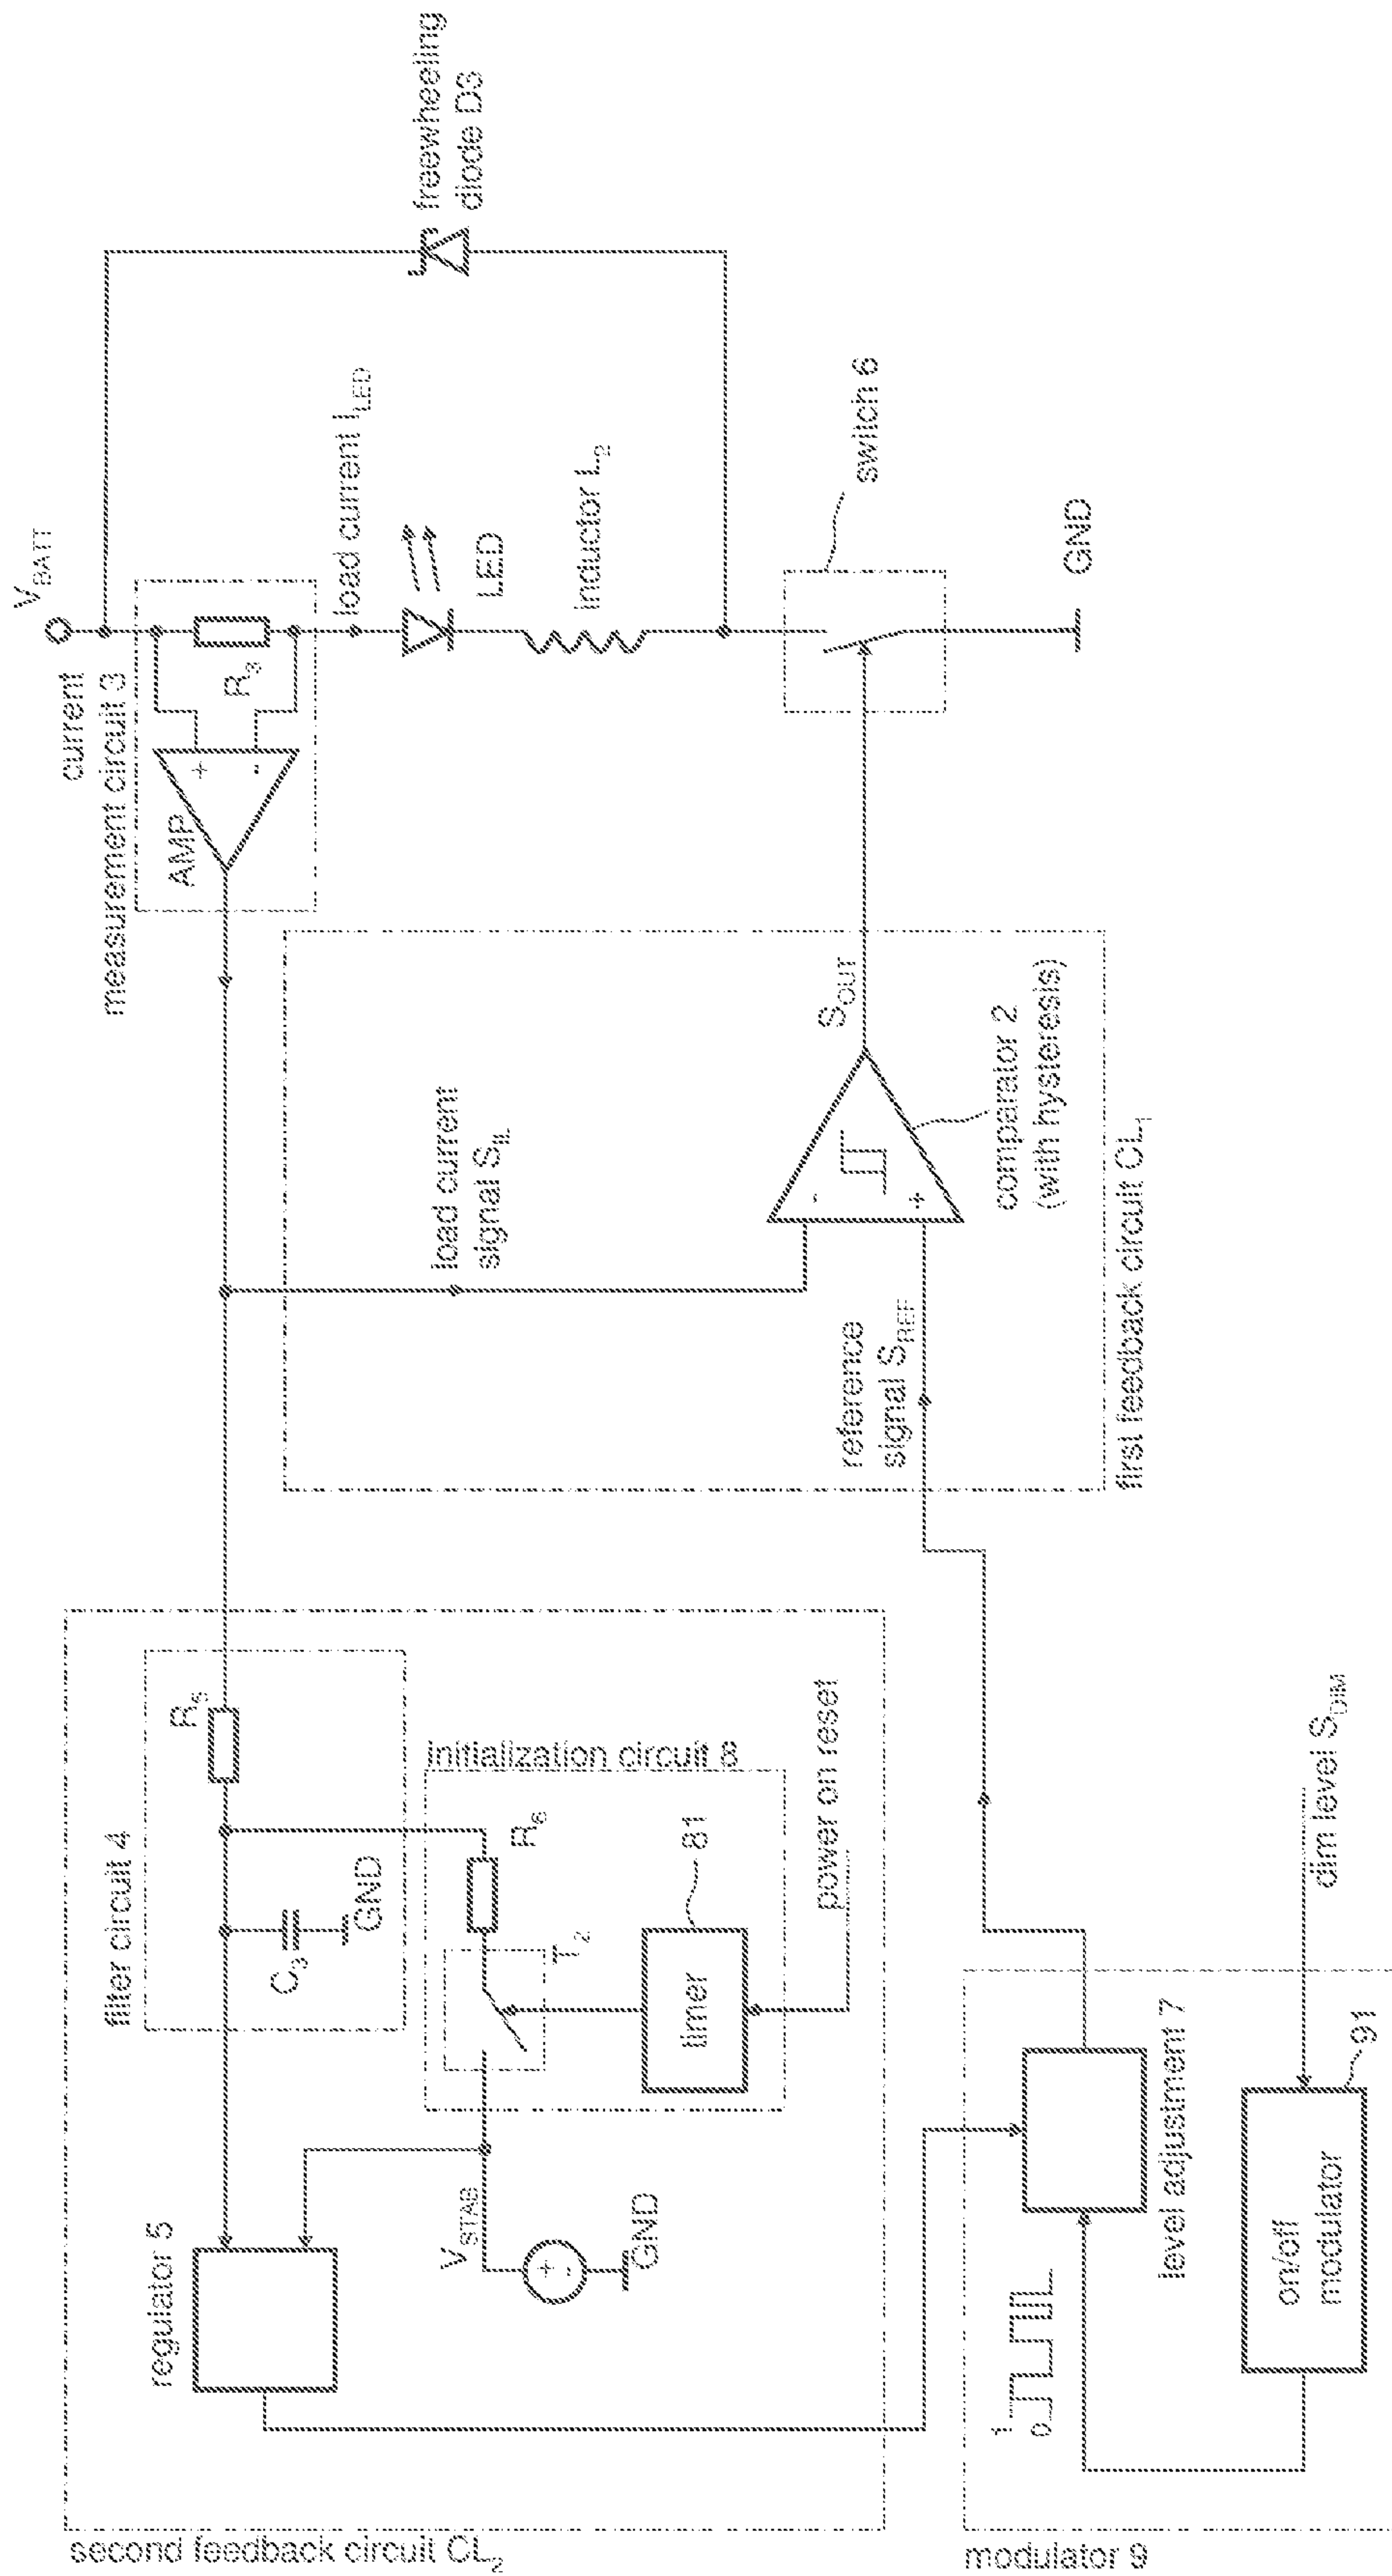 V_BATT
current
measurement circuit 3
AMP
+
-
R_3
load current I_LED
LED
inductor L_2
freewheeling
diode DS
switch 6
GND
load current
signal S_IL
S_OUT
-
+
comparator 2
(with hysteresis)
reference
signal S_REF
first feedback circuit CL_1
filter circuit 4
R_5
C_3
GND
initialization circuit 8
R_6
T_2
timer
81
power on reset
regulator 5
V_STAB
+
-
GND
second feedback circuit CL_2
1
0
level adjustment 7
on/off
modulator
91
dim level S_DIM
modulator 9